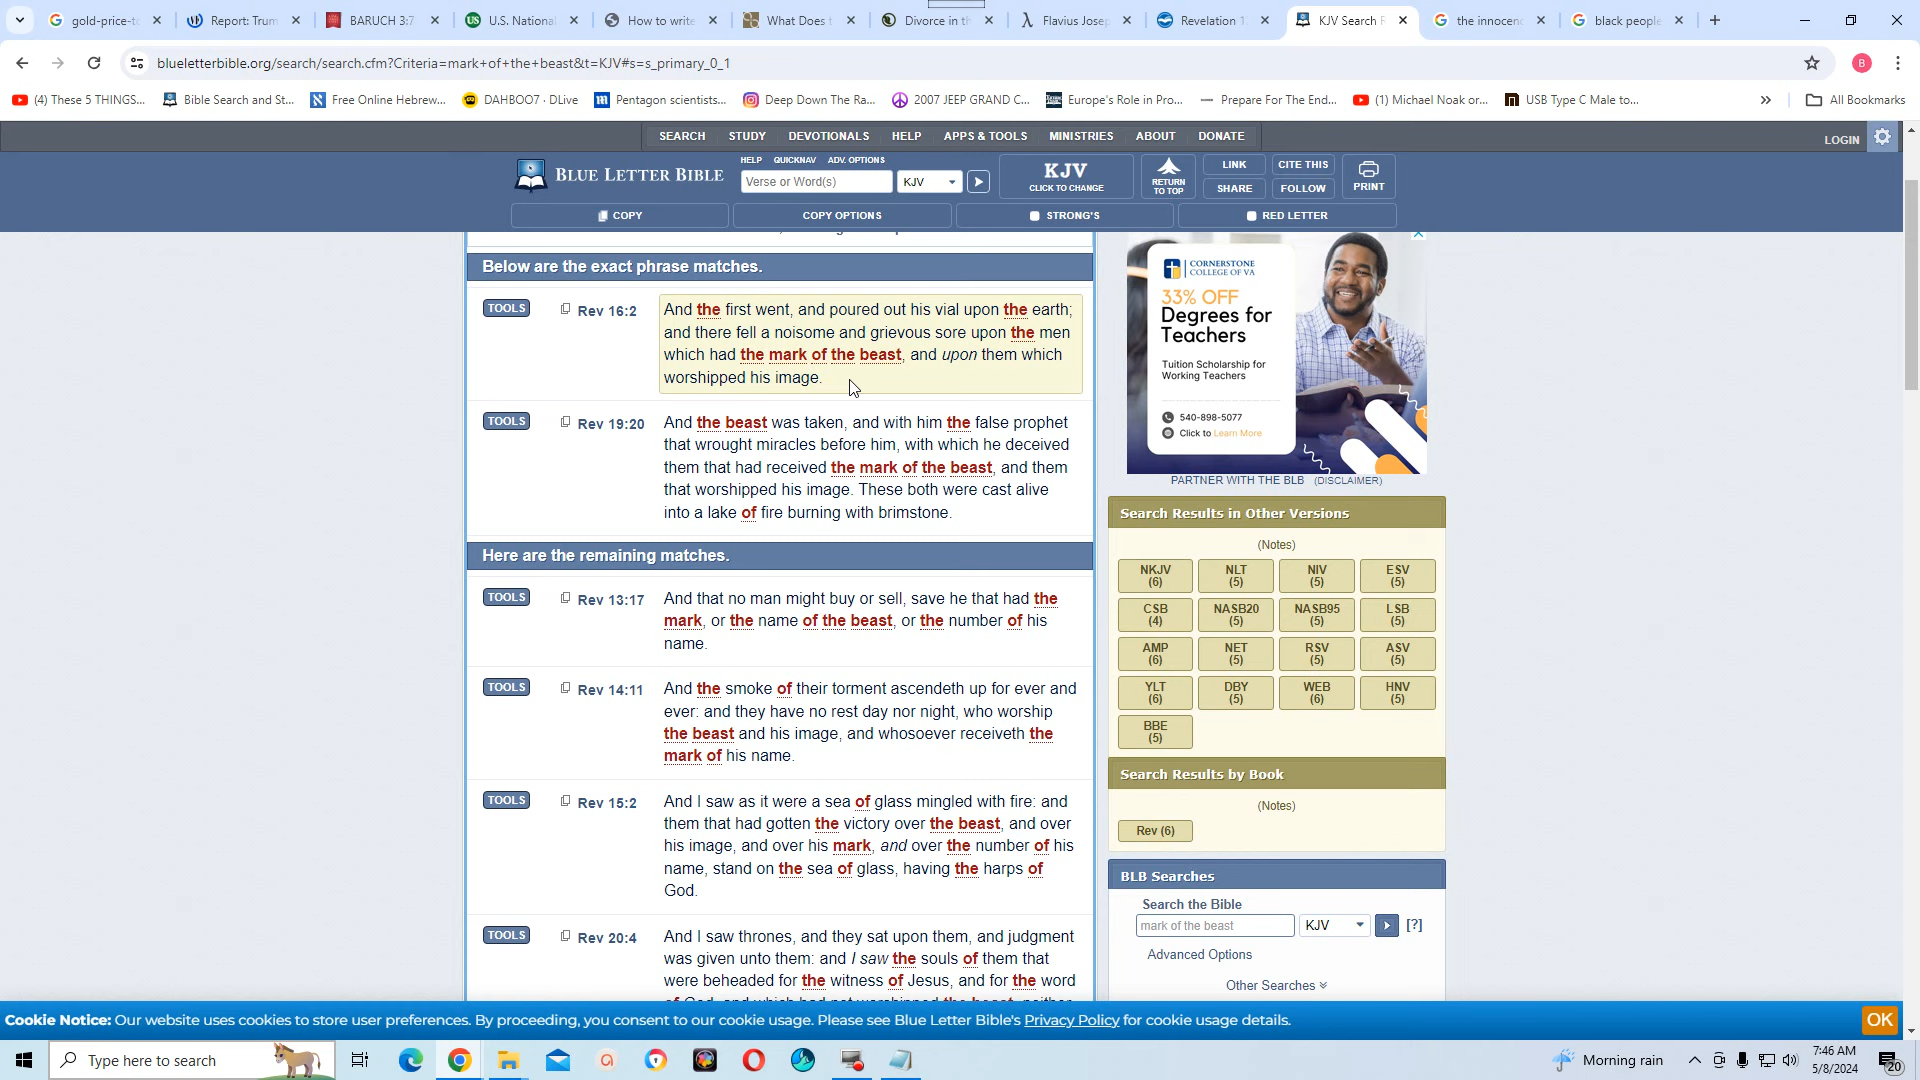 gold-price-t
Report: Trum
BARUCH 3:7
U.S. National
How to write
What Does t
Divorce in th
Flavius Josep
Revelation 1
KJV Search R
the innocenc
black people
blueletterbible.org/search/search.cfm?Criteria=mark+of+the+beast&t=KJV#s=s_primary_0_1
B
(4) These 5 THINGS...
Bible Search and St...
Free Online Hebrew...
DAHBOO7 · DLive
Pentagon scientists...
Deep Down The Ra...
2007 JEEP GRAND C...
Europe's Role in Pro...
Prepare For The End...
(1) Michael Noak or...
USB Type C Male to...
All Bookmarks
SEARCH STUDY DEVOTIONALS HELP APPS & TOOLS MINISTRIES ABOUT DONATE
LOGIN
BLUE LETTER BIBLE
HELP QUICKNAV ADV. OPTIONS
Verse or Word(s)
KJV
KJV
CLICK TO CHANGE
RETURN
TO TOP
LINK
CITE THIS
SHARE
FOLLOW
PRINT
COPY
COPY OPTIONS
STRONG'S
RED LETTER
Below are the exact phrase matches.
TOOLS
Rev 16:2
And the first went, and poured out his vial upon the earth;
and there fell a noisome and grievous sore upon the men
which had the mark of the beast, and upon them which
worshipped his image.
TOOLS
Rev 19:20
And the beast was taken, and with him the false prophet
that wrought miracles before him, with which he deceived
them that had received the mark of the beast, and them
that worshipped his image. These both were cast alive
into a lake of fire burning with brimstone.
Here are the remaining matches.
TOOLS
Rev 13:17
And that no man might buy or sell, save he that had the
mark, or the name of the beast, or the number of his
name.
TOOLS
Rev 14:11
And the smoke of their torment ascendeth up for ever and
ever: and they have no rest day nor night, who worship
the beast and his image, and whosoever receiveth the
mark of his name.
TOOLS
Rev 15:2
And I saw as it were a sea of glass mingled with fire: and
them that had gotten the victory over the beast, and over
his image, and over his mark, and over the number of his
name, stand on the sea of glass, having the harps of
God.
TOOLS
Rev 20:4
And I saw thrones, and they sat upon them, and judgment
was given unto them: and I saw the souls of them that
were beheaded for the witness of Jesus, and for the word
CORNERSTONE
COLLEGE OF VA
33% OFF
Degrees for
Teachers
Tuition Scholarship for
Working Teachers
540-898-5077
Click to Learn More
PARTNER WITH THE BLB (DISCLAIMER)
Search Results in Other Versions
(Notes)
NKJV
(6)
NLT
(5)
NIV
(5)
ESV
(5)
CSB
(4)
NASB20
(5)
NASB95
(5)
LSB
(5)
AMP
(6)
NET
(5)
RSV
(5)
ASV
(5)
YLT
(6)
DBY
(5)
WEB
(6)
HNV
(5)
BBE
(5)
Search Results by Book
(Notes)
Rev (6)
BLB Searches
Search the Bible
mark of the beast
KJV
[?]
Advanced Options
Other Searches
Cookie Notice: Our website uses cookies to store user preferences. By proceeding, you consent to our cookie usage. Please see Blue Letter Bible's Privacy Policy for cookie usage details.
OK
Type here to search
Morning rain
7:46 AM
5/8/2024
20